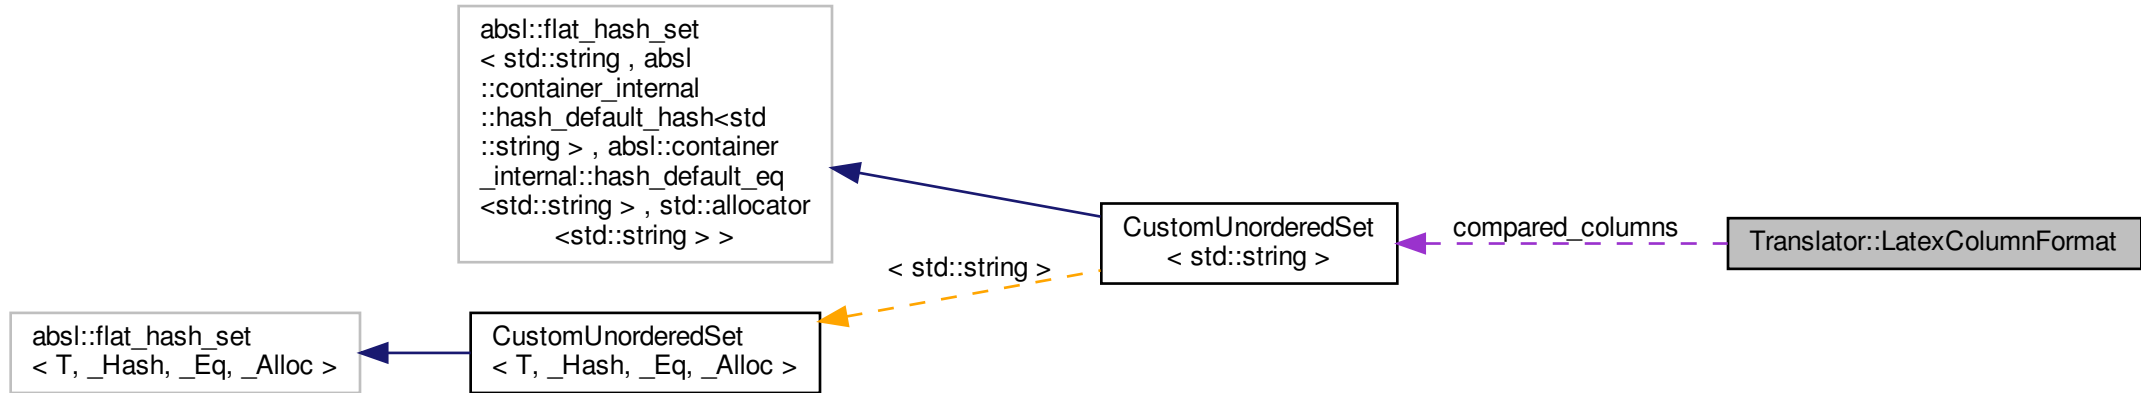 absl::flat_hash_set
< std::string , absl
::container_internal
::hash_default_hash<std
::string > , absl::container
_internal::hash_default_eq
<std::string > , std::allocator
<std::string > >
CustomUnorderedSet
< std::string >
compared_columns
Translator::LatexColumnFormat
< std::string >
absl::flat_hash_set
< T, _Hash, _Eq, _Alloc >
CustomUnorderedSet
< T, _Hash, _Eq, _Alloc >